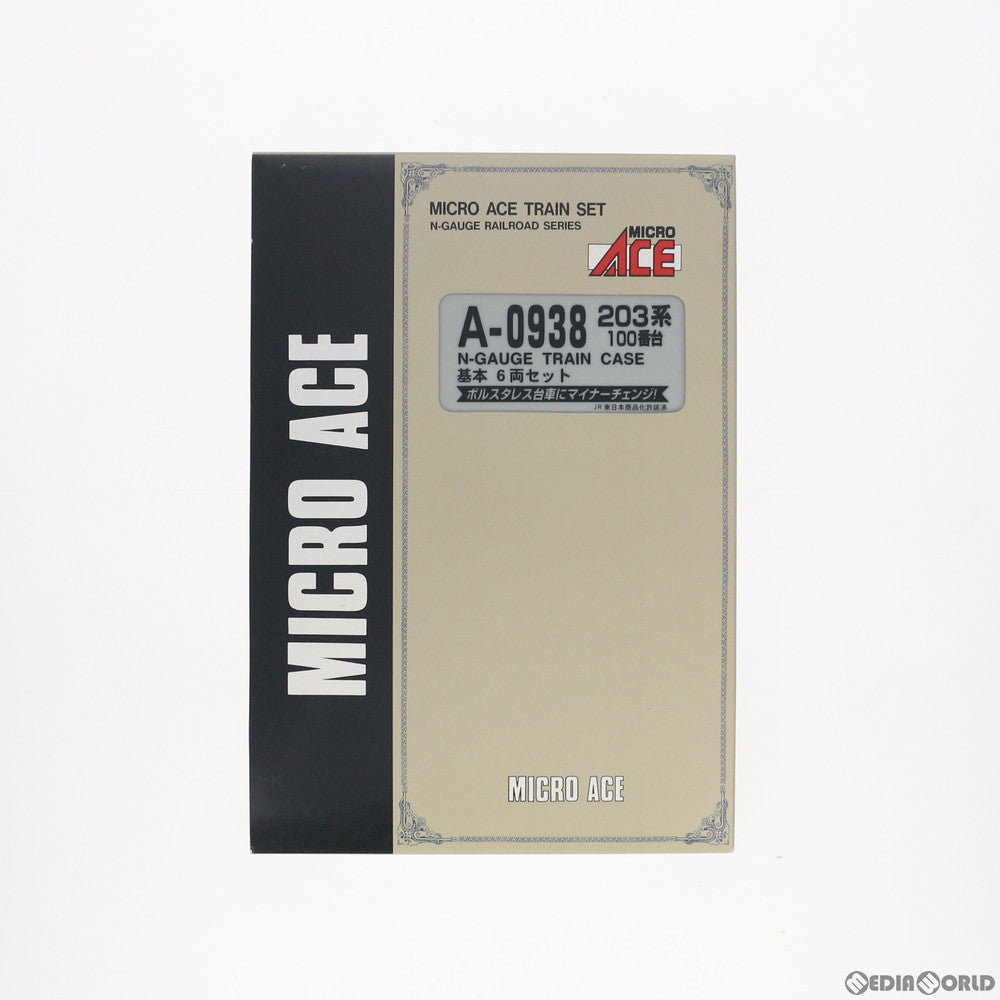 MICRO ACE
MICRO ACE TRAIN SET
N-GAUGE RAILROAD SERIES
MICRO
ACE
A-0938 203系
100番台
N-GAUGE TRAIN CASE
基本 6両セット
ボルスタレス台車にマイナーチェンジ!
JR東日本商品化許諾済
MICRO ACE
MEDIAWORLD